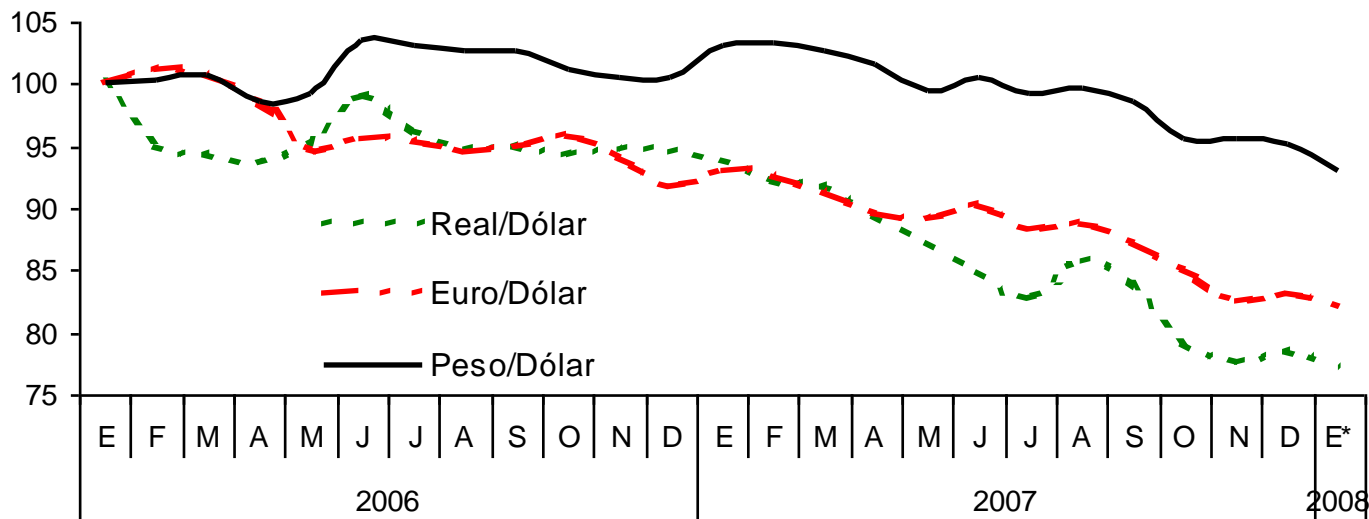 105
100
95
90
85
80
75
Real/Dólar
Euro/Dólar
Peso/Dólar
E F M A M J J A S O N D E F M A M J J A S O N D E*
2006 2007 2008